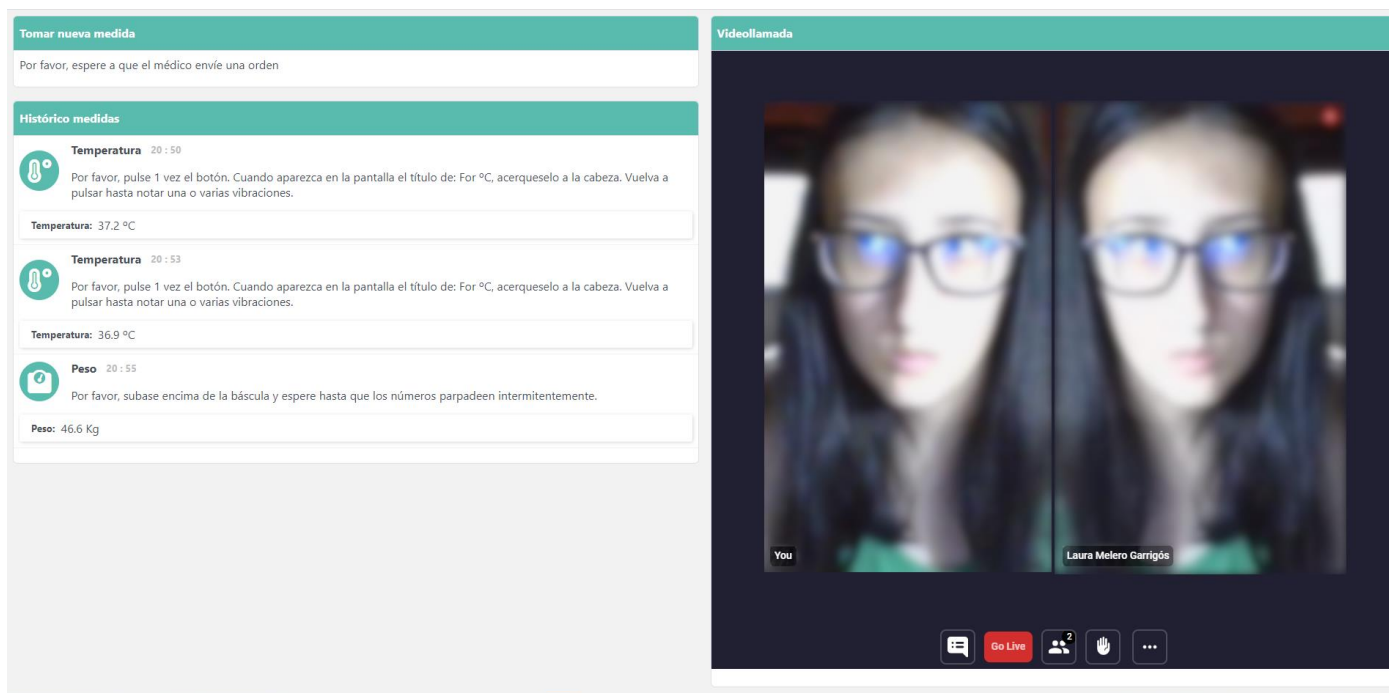 Tomar nueva medida
Por favor, espere a que el médico envíe una orden
Histórico medidas
Temperatura 20 : 50
Por favor, pulse 1 vez el botón. Cuando aparezca en la pantalla el título de: For ºC, acerqueselo a la cabeza. Vuelva a
pulsar hasta notar una o varias vibraciones.
Temperatura: 37.2 ºC
Temperatura 20 : 53
Por favor, pulse 1 vez el botón. Cuando aparezca en la pantalla el título de: For ºC, acerqueselo a la cabeza. Vuelva a
pulsar hasta notar una o varias vibraciones.
Temperatura: 36.9 ºC
Peso 20 : 55
Por favor, subase encima de la báscula y espere hasta que los números parpadeen intermitentemente.
Peso: 46.6 Kg
Videollamada
You
Laura Melero Garrigós
Go Live
2